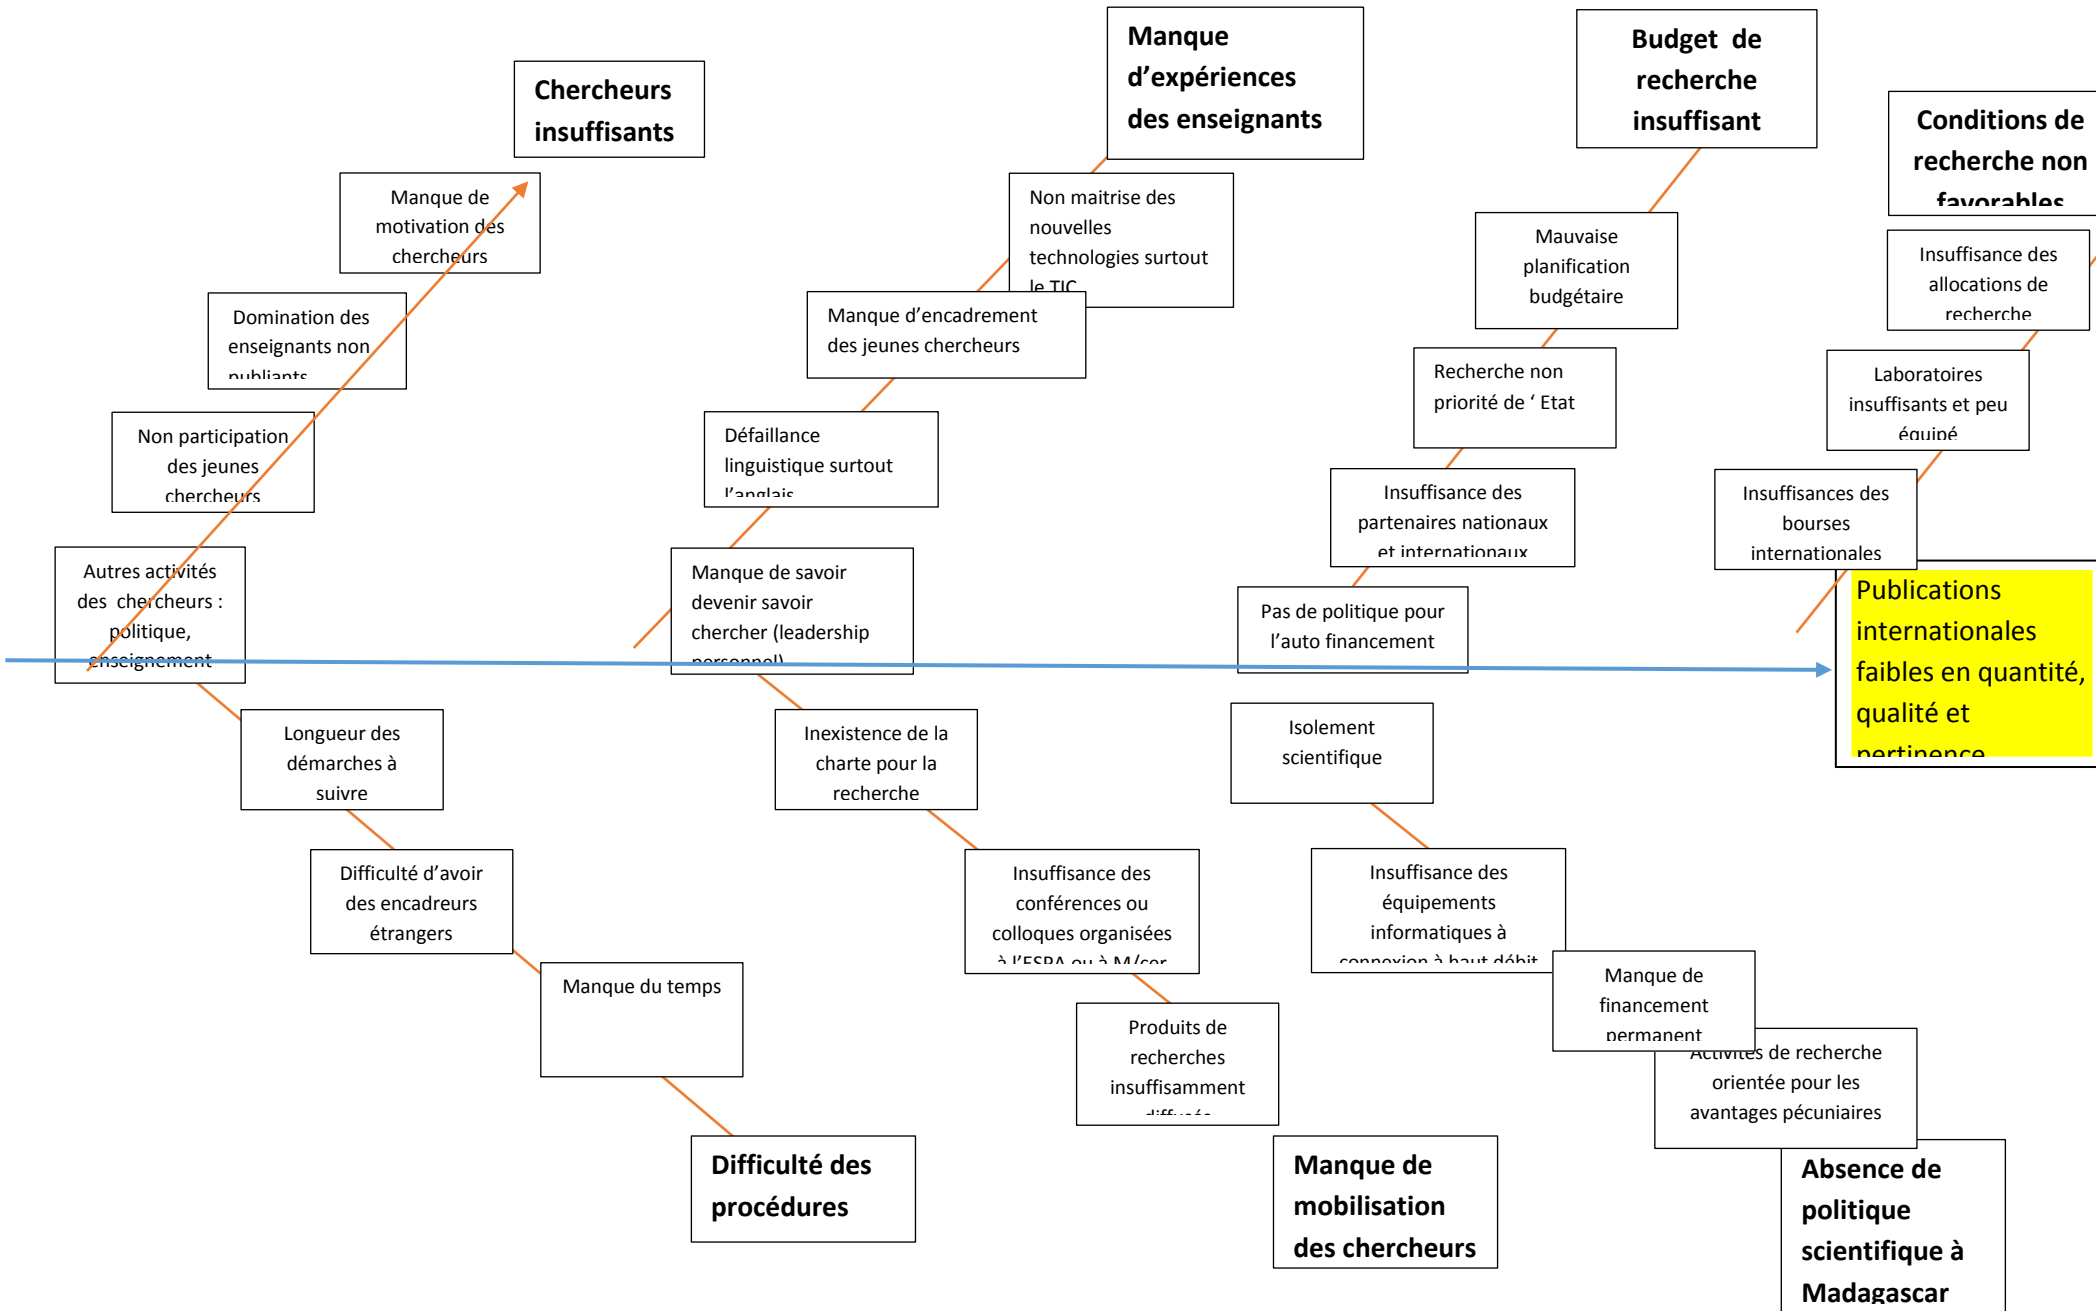 Chercheurs
insuffisants
Manque de
motivation des
chercheurs
Domination des
enseignants non
publiants
Non participation
des jeunes
chercheurs
Autres activités
des chercheurs :
politique,
enseignement
Manque
d’expériences
des enseignants
Non maitrise des
nouvelles
technologies surtout
le TIC
Manque d’encadrement
des jeunes chercheurs
Défaillance
linguistique surtout
l’anglais
Manque de savoir
devenir savoir
chercher (leadership
personnel)
Budget de
recherche
insuffisant
Mauvaise
planification
budgétaire
Recherche non
priorité de ‘ Etat
Insuffisance des
partenaires nationaux
et internationaux
Pas de politique pour
l’auto financement
Conditions de
recherche non
favorables
Insuffisance des
allocations de
recherche
Laboratoires
insuffisants et peu
équipé
Insuffisances des
bourses
internationales
Publications
internationales
faibles en quantité,
qualité et
pertinence
Longueur des
démarches à
suivre
Difficulté d’avoir
des encadreurs
étrangers
Manque du temps
Difficulté des
procédures
Inexistence de la
charte pour la
recherche
Insuffisance des
conférences ou
colloques organisées
à l’ESPA ou à M/car
Produits de
recherches
insuffisamment
diffusés
Manque de
mobilisation
des chercheurs
Isolement
scientifique
Insuffisance des
équipements
informatiques à
connexion à haut débit
Manque de
financement
permanent
Activités de recherche
orientée pour les
avantages pécuniaires
Absence de
politique
scientifique à
Madagascar